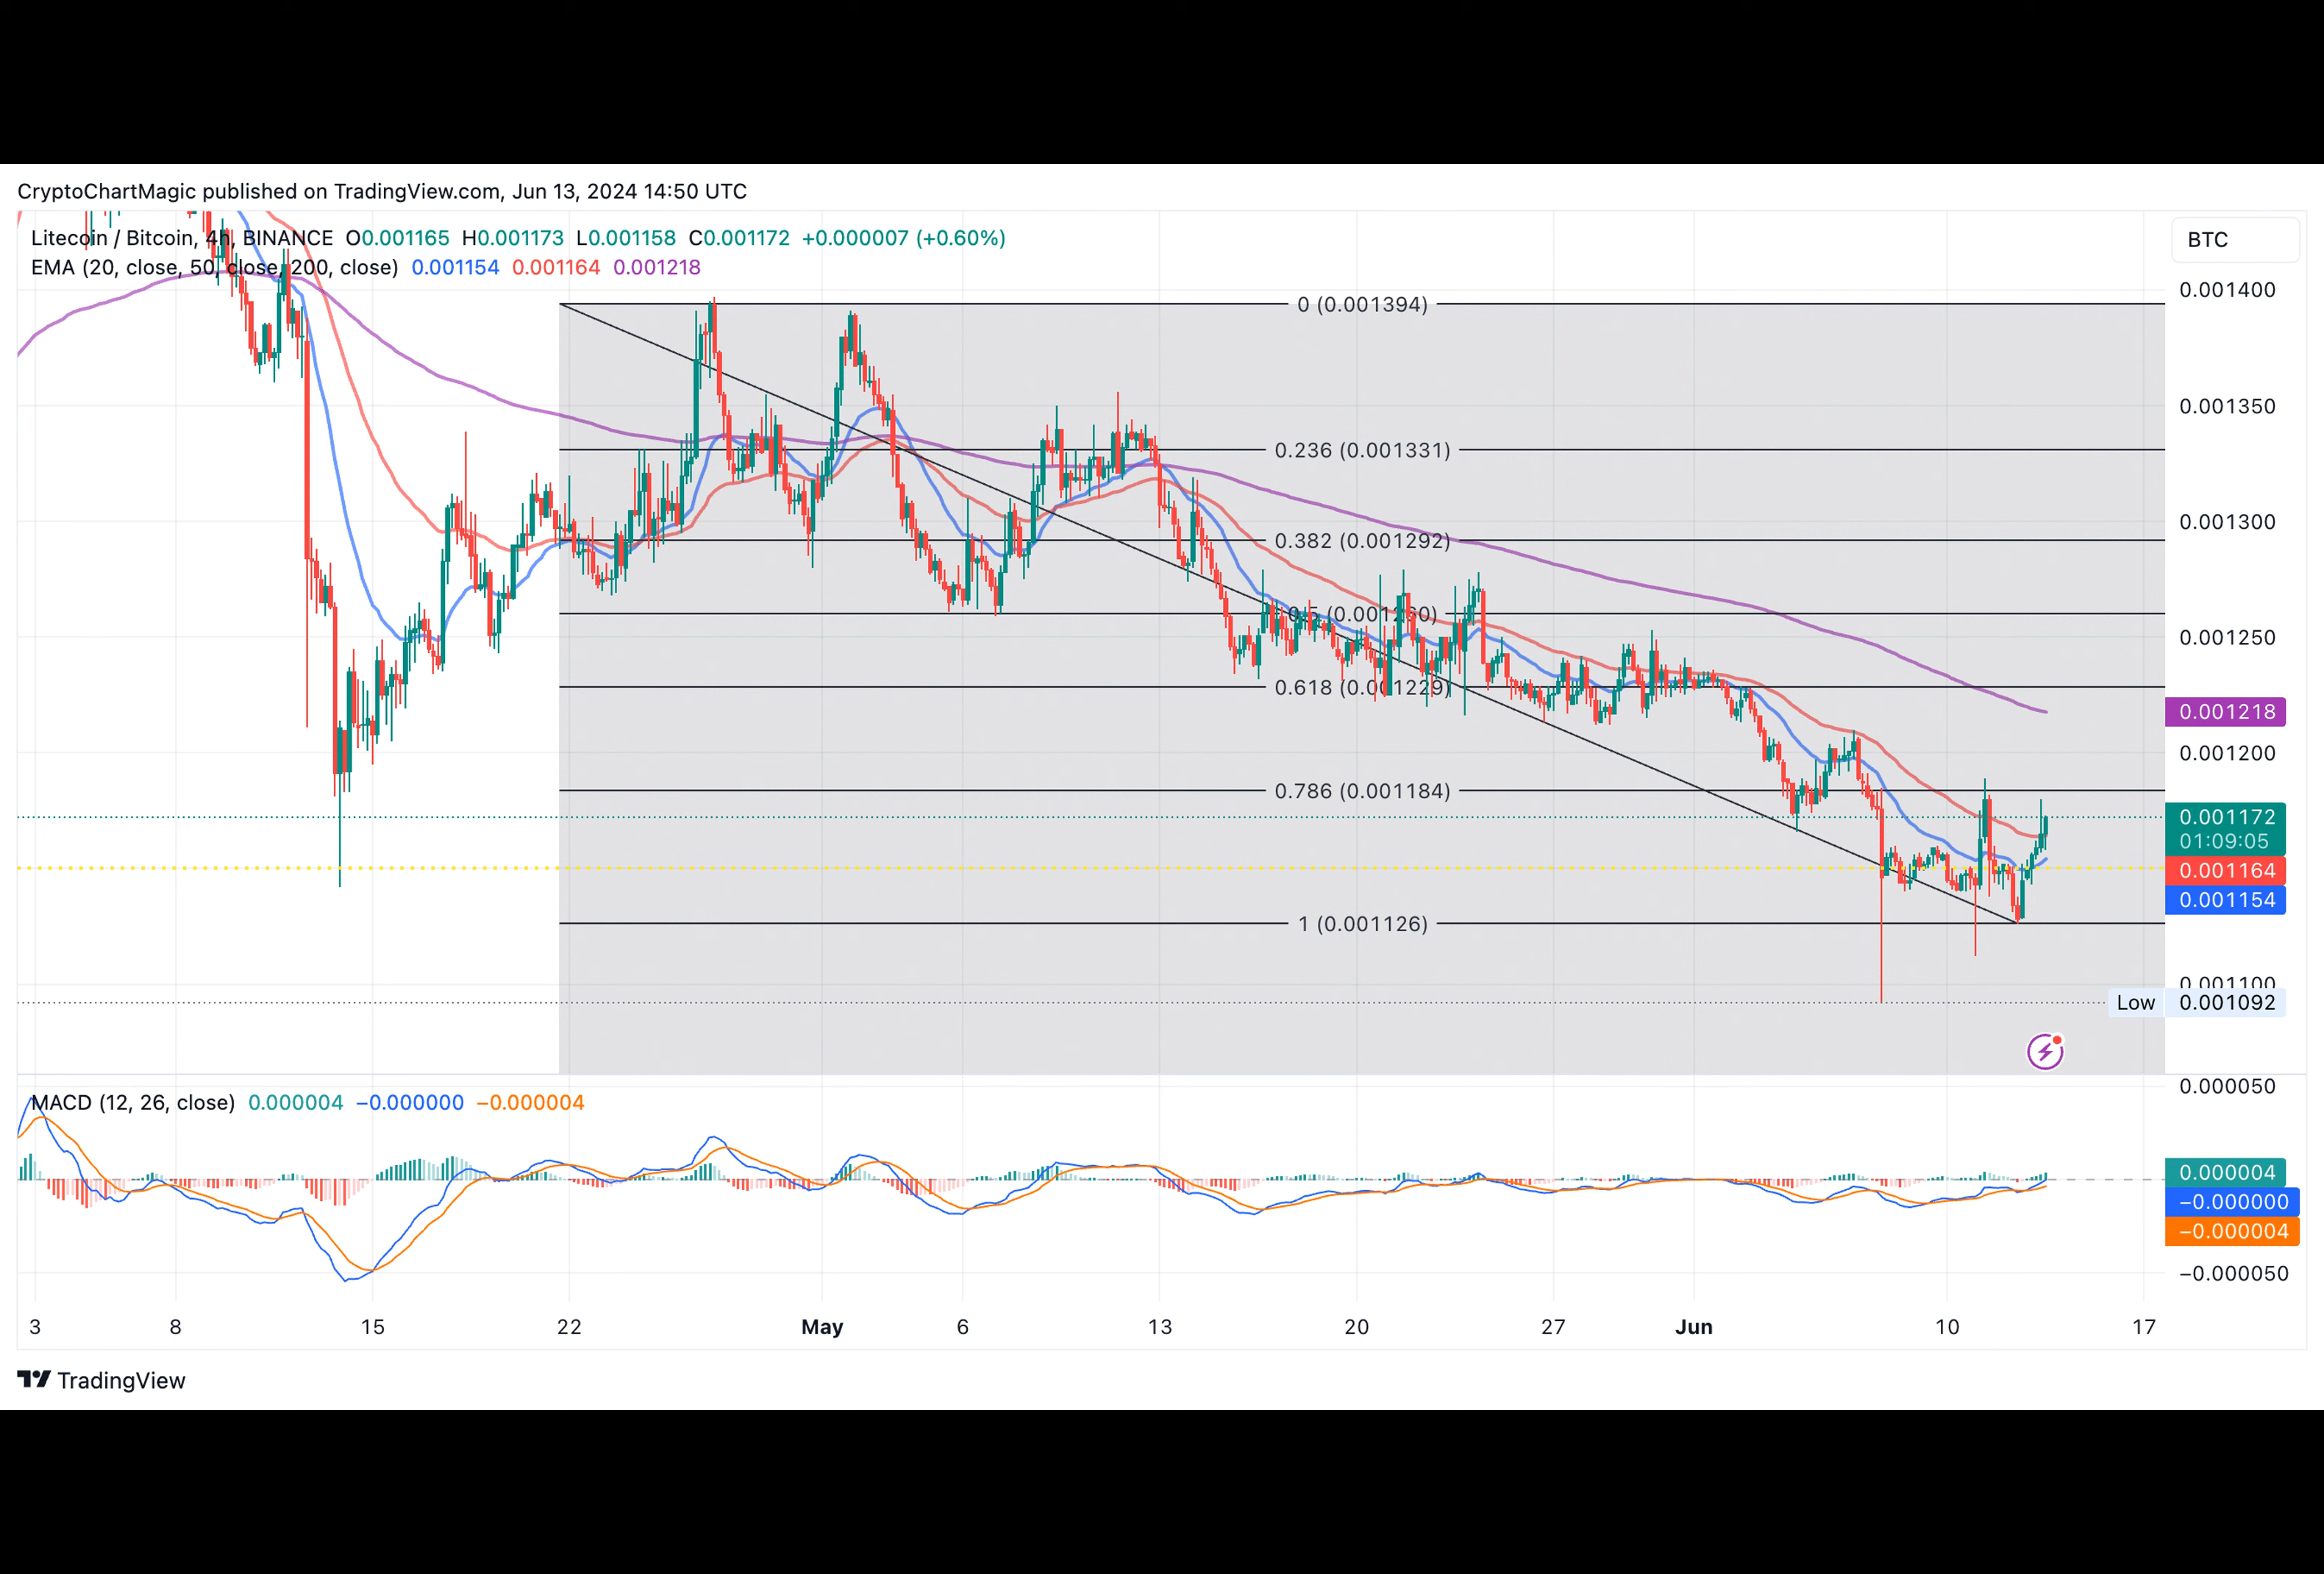 CryptoChartMagic published on TradingView.com, Jun 13, 2024 14:50 UTC
Litecoin / Bitcoin, 4h, BINANCE O0.001165 H0.001173 L0.001158 C0.001172 +0.000007 (+0.60%)
EMA (20, close, 50, close, 200, close) 0.001154 0.001164 0.001218
BTC
0.001400
0 (0.001394)
0.001350
0.236 (0.001331)
0.001300
0.382 (0.001292)
0.5 (0.001260)
0.001250
0.618 (0.001229)
0.001218
0.001200
0.786 (0.001184)
0.001172
01:09:05
0.001164
0.001154
1 (0.001126)
0.001100
Low 0.001092
0.000050
MACD (12, 26, close) 0.000004 −0.000000 −0.000004
0.000004
−0.000000
−0.000004
−0.000050
3 8 15 22 May 6 13 20 27 Jun 10 17
TradingView